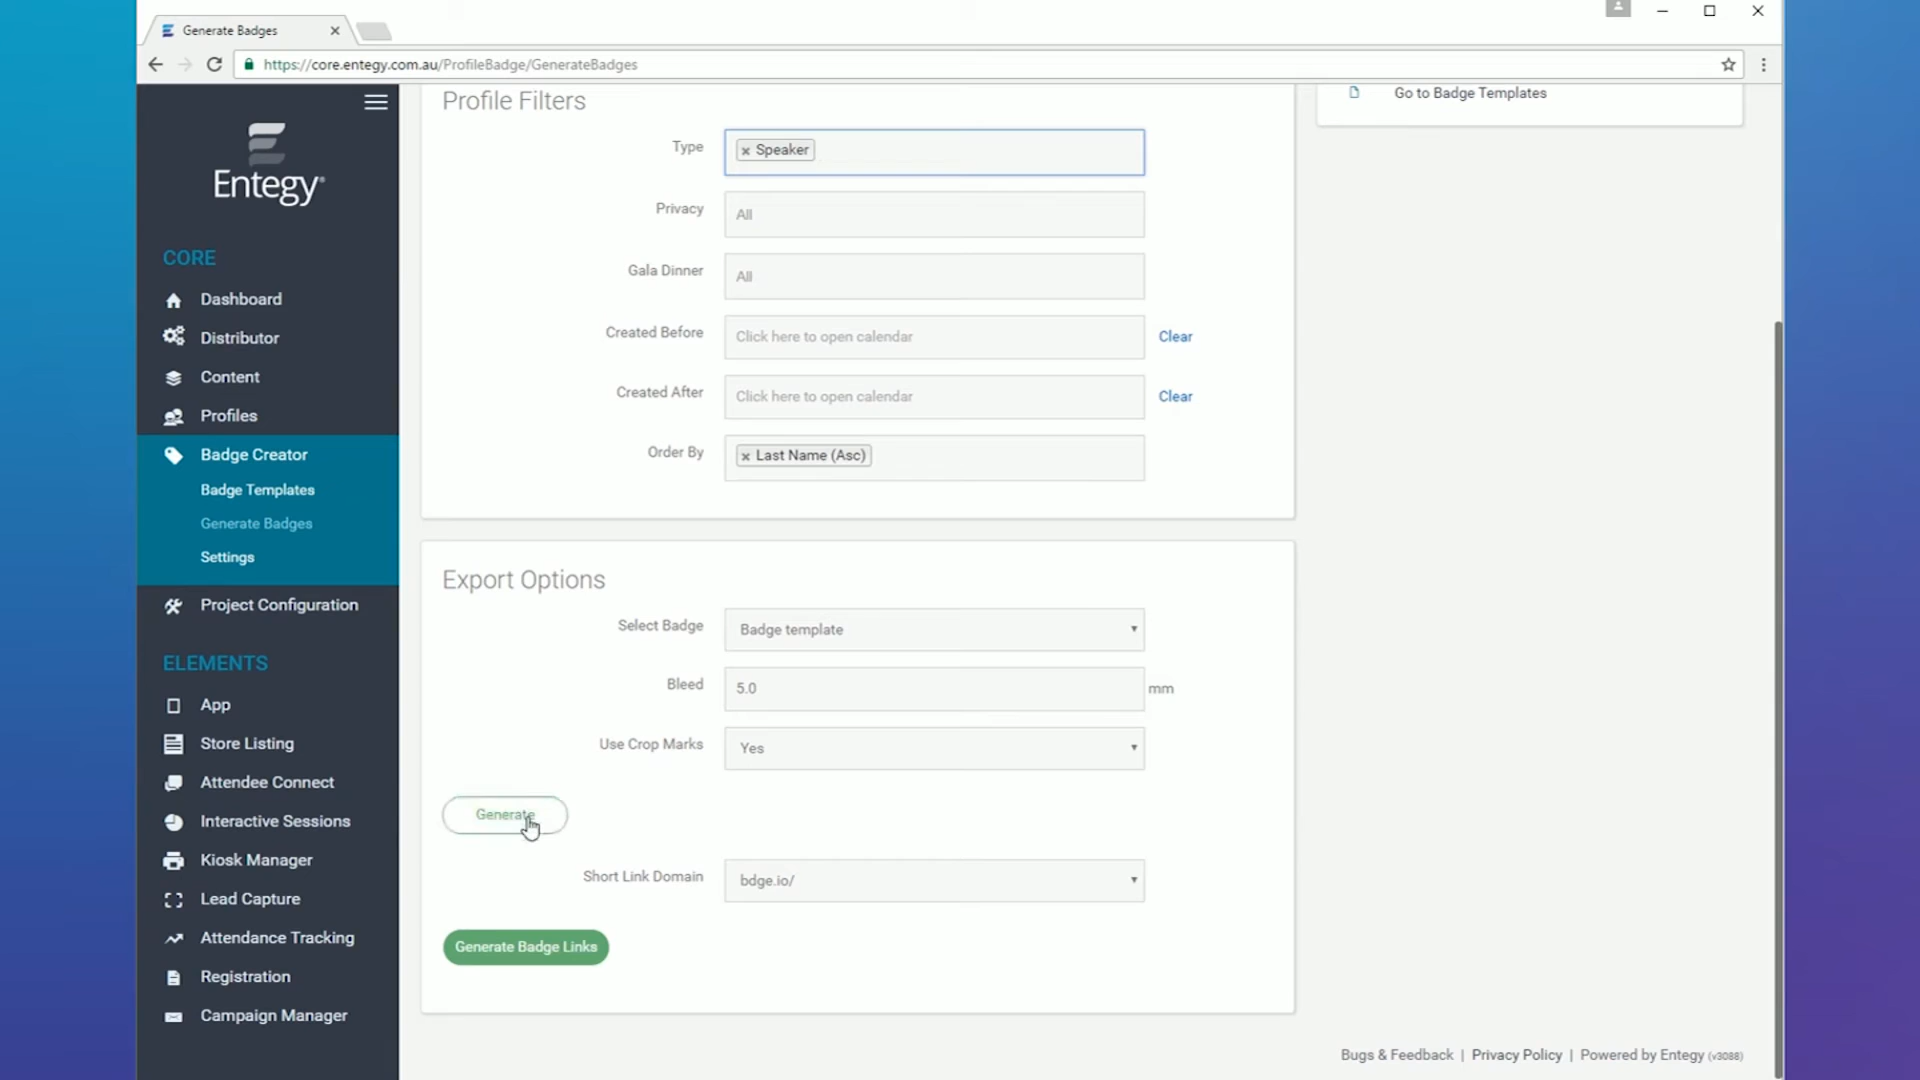 Generate Badges
https://core.entegy.com.au/ProfileBadge/GenerateBadges
Entegy
CORE
Dashboard
Distributor
Content
Profiles
Badge Creator
Badge Templates
Generate Badges
Settings
Project Configuration
ELEMENTS
App
Store Listing
Attendee Connect
Interactive Sessions
Kiosk Manager
Lead Capture
Attendance Tracking
Registration
Campaign Manager
Profile Filters
Type × Speaker
Privacy All
Gala Dinner All
Created Before Click here to open calendar Clear
Created After Click here to open calendar Clear
Order By × Last Name (Asc)
Export Options
Select Badge Badge template
Bleed 5.0 mm
Use Crop Marks Yes
Generate
Short Link Domain bdge.io/
Generate Badge Links
Go to Badge Templates
Bugs & Feedback | Privacy Policy | Powered by Entegy (v3088)